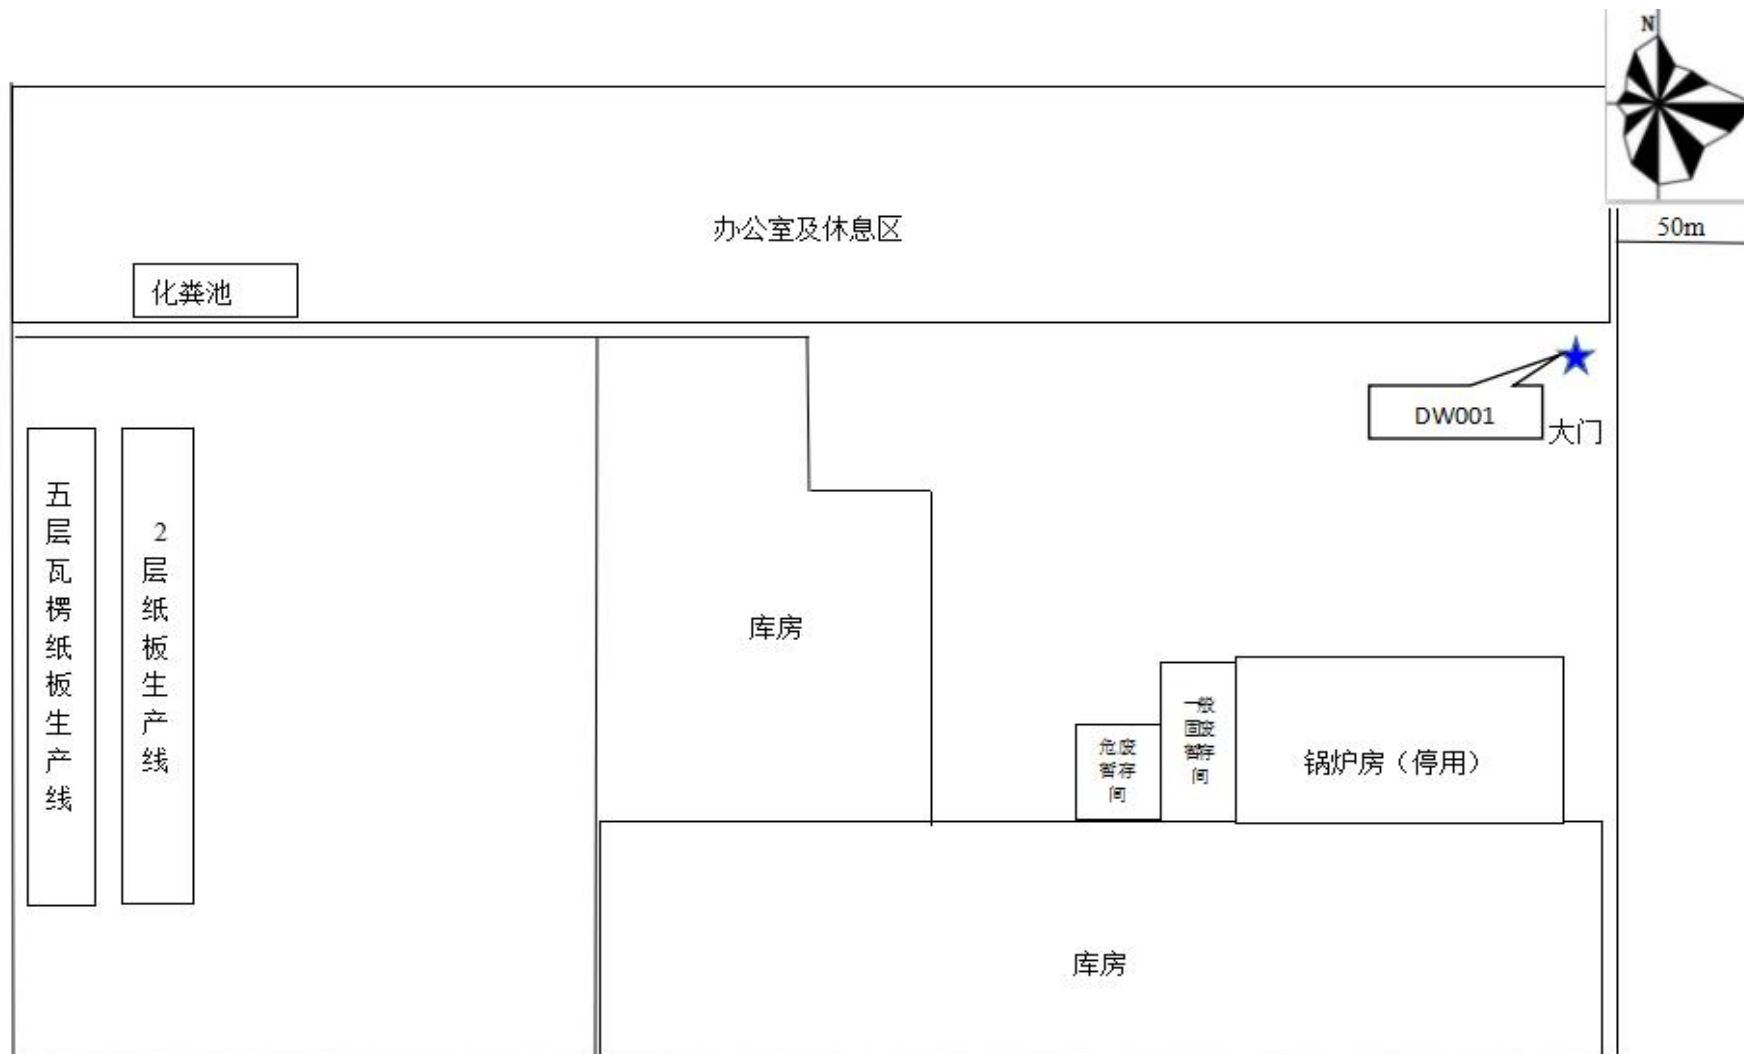 N
50m
办公室及休息区
化粪池
DW001
大门
五层瓦楞纸板生产线
2层纸板生产线
库房
危废
暂存
间
一般
固废
暂存
间
锅炉房（停用）
库房